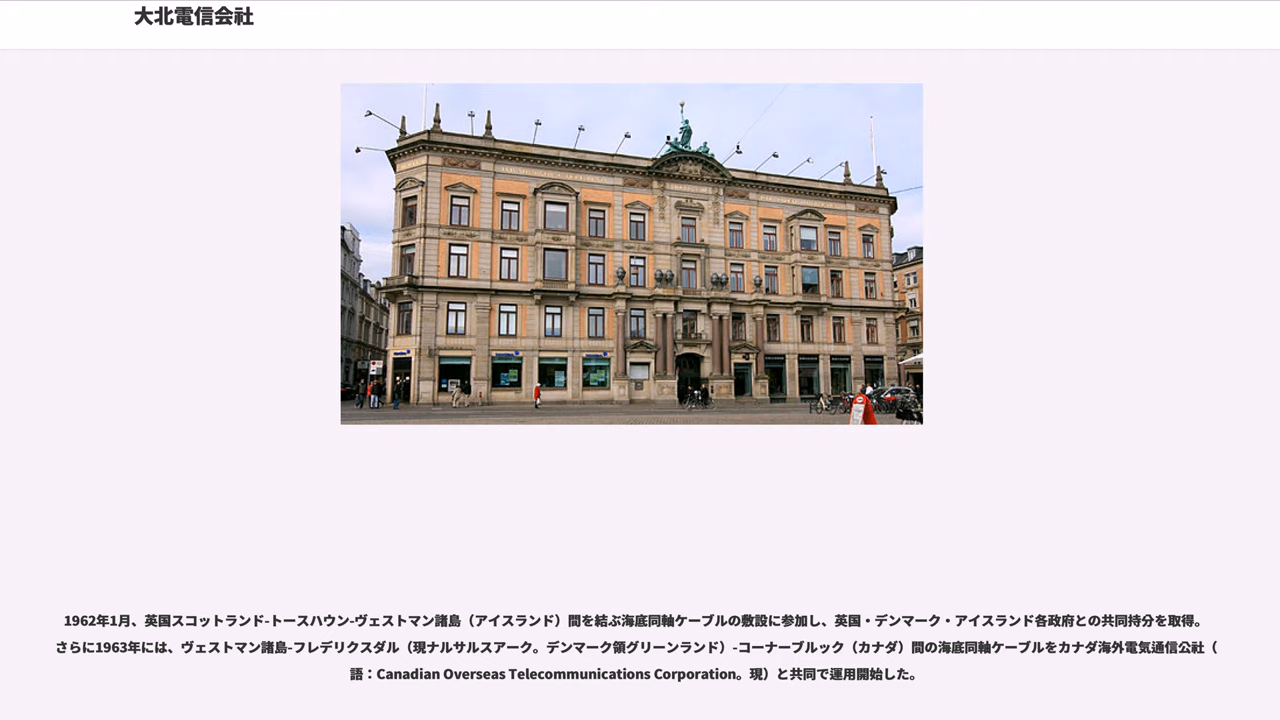 大北電信会社
1962年1月、英国スコットランド-トースハウン-ヴェストマン諸島（アイスランド）間を結ぶ海底同軸ケーブルの敷設に参加し、英国・デンマーク・アイスランド各政府との共同持分を取得。
さらに1963年には、ヴェストマン諸島-フレデリクスダル（現ナルサルスアーク。デンマーク領グリーンランド）-コーナーブルック（カナダ）間の海底同軸ケーブルをカナダ海外電気通信公社（
語：Canadian Overseas Telecommunications Corporation。現）と共同で運用開始した。